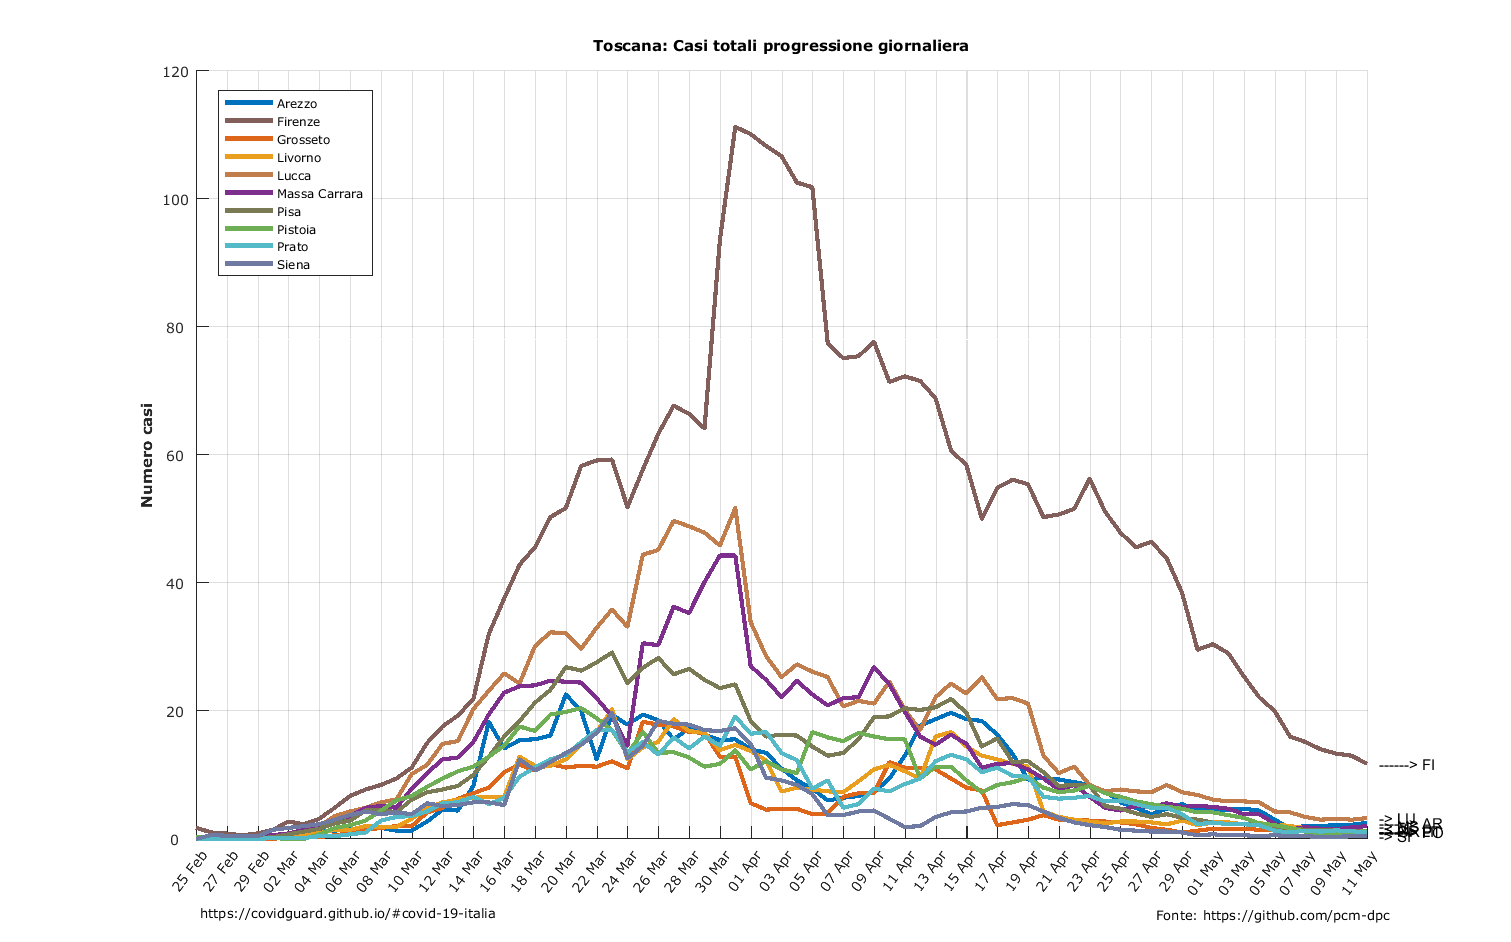 Toscana: Casi totali progressione giornaliera
120
100
80
60
40
20
0
Numero casi
Arezzo
Firenze
Grosseto
Livorno
Lucca
Massa Carrara
Pisa
Pistoia
Prato
Siena
------> FI
-> LU
AR
25 Feb
27 Feb
29 Feb
02 Mar
04 Mar
06 Mar
08 Mar
10 Mar
12 Mar
14 Mar
16 Mar
18 Mar
20 Mar
22 Mar
24 Mar
26 Mar
28 Mar
30 Mar
01 Apr
03 Apr
05 Apr
07 Apr
09 Apr
11 Apr
13 Apr
15 Apr
17 Apr
19 Apr
21 Apr
23 Apr
25 Apr
27 Apr
29 Apr
01 May
03 May
05 May
07 May
09 May
11 May
https://covidguard.github.io/#covid-19-italia
Fonte: https://github.com/pcm-dpc